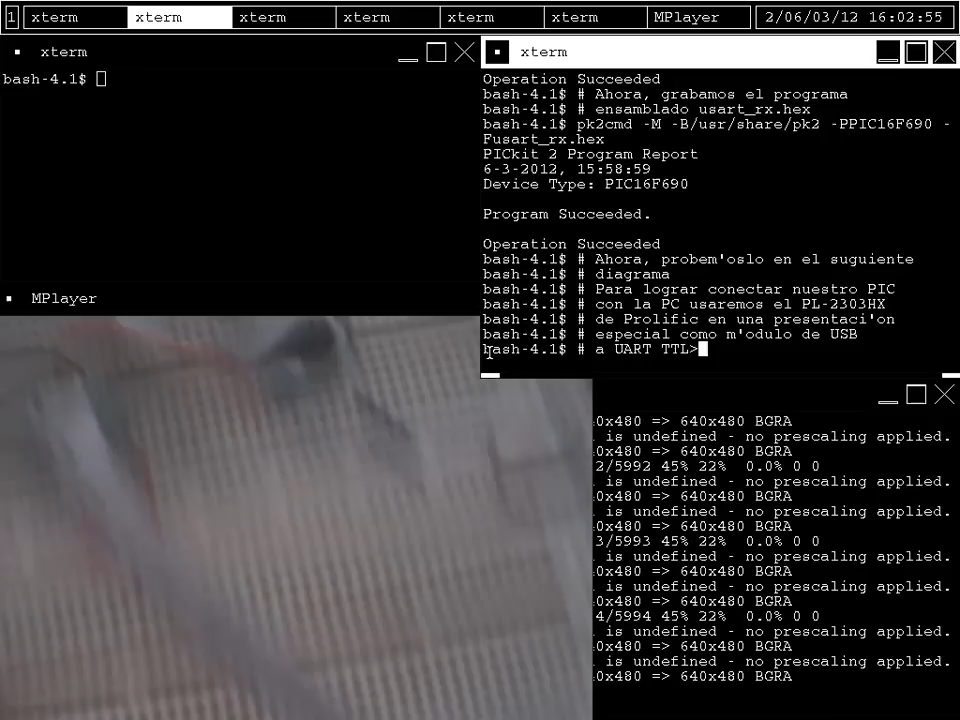 1 xterm xterm xterm xterm xterm xterm MPlayer 2/06/03/12 16:02:55
xterm
bash-4.1$
xterm
Operation Succeeded
bash-4.1$ # Ahora, grabamos el programa
bash-4.1$ # ensamblado usart_rx.hex
bash-4.1$ pk2cmd -M -B/usr/share/pk2 -PPIC16F690 -
Fusart_rx.hex
PICkit 2 Program Report
6-3-2012, 15:58:59
Device Type: PIC16F690
Program Succeeded.
Operation Succeeded
bash-4.1$ # Ahora, probem'oslo en el suguiente
bash-4.1$ # diagrama
bash-4.1$ # Para lograr conectar nuestro PIC
bash-4.1$ # con la PC usaremos el PL-2303HX
bash-4.1$ # de Prolific en una presentaci'on
bash-4.1$ # especial como m'odulo de USB
bash-4.1$ # a UART TTL>
MPlayer
0x480 => 640x480 BGRA
is undefined - no prescaling applied.
0x480 => 640x480 BGRA
2/5992 45% 22% 0.0% 0 0
is undefined - no prescaling applied.
0x480 => 640x480 BGRA
is undefined - no prescaling applied.
0x480 => 640x480 BGRA
3/5993 45% 22% 0.0% 0 0
is undefined - no prescaling applied.
0x480 => 640x480 BGRA
is undefined - no prescaling applied.
0x480 => 640x480 BGRA
4/5994 45% 22% 0.0% 0 0
is undefined - no prescaling applied.
0x480 => 640x480 BGRA
is undefined - no prescaling applied.
0x480 => 640x480 BGRA